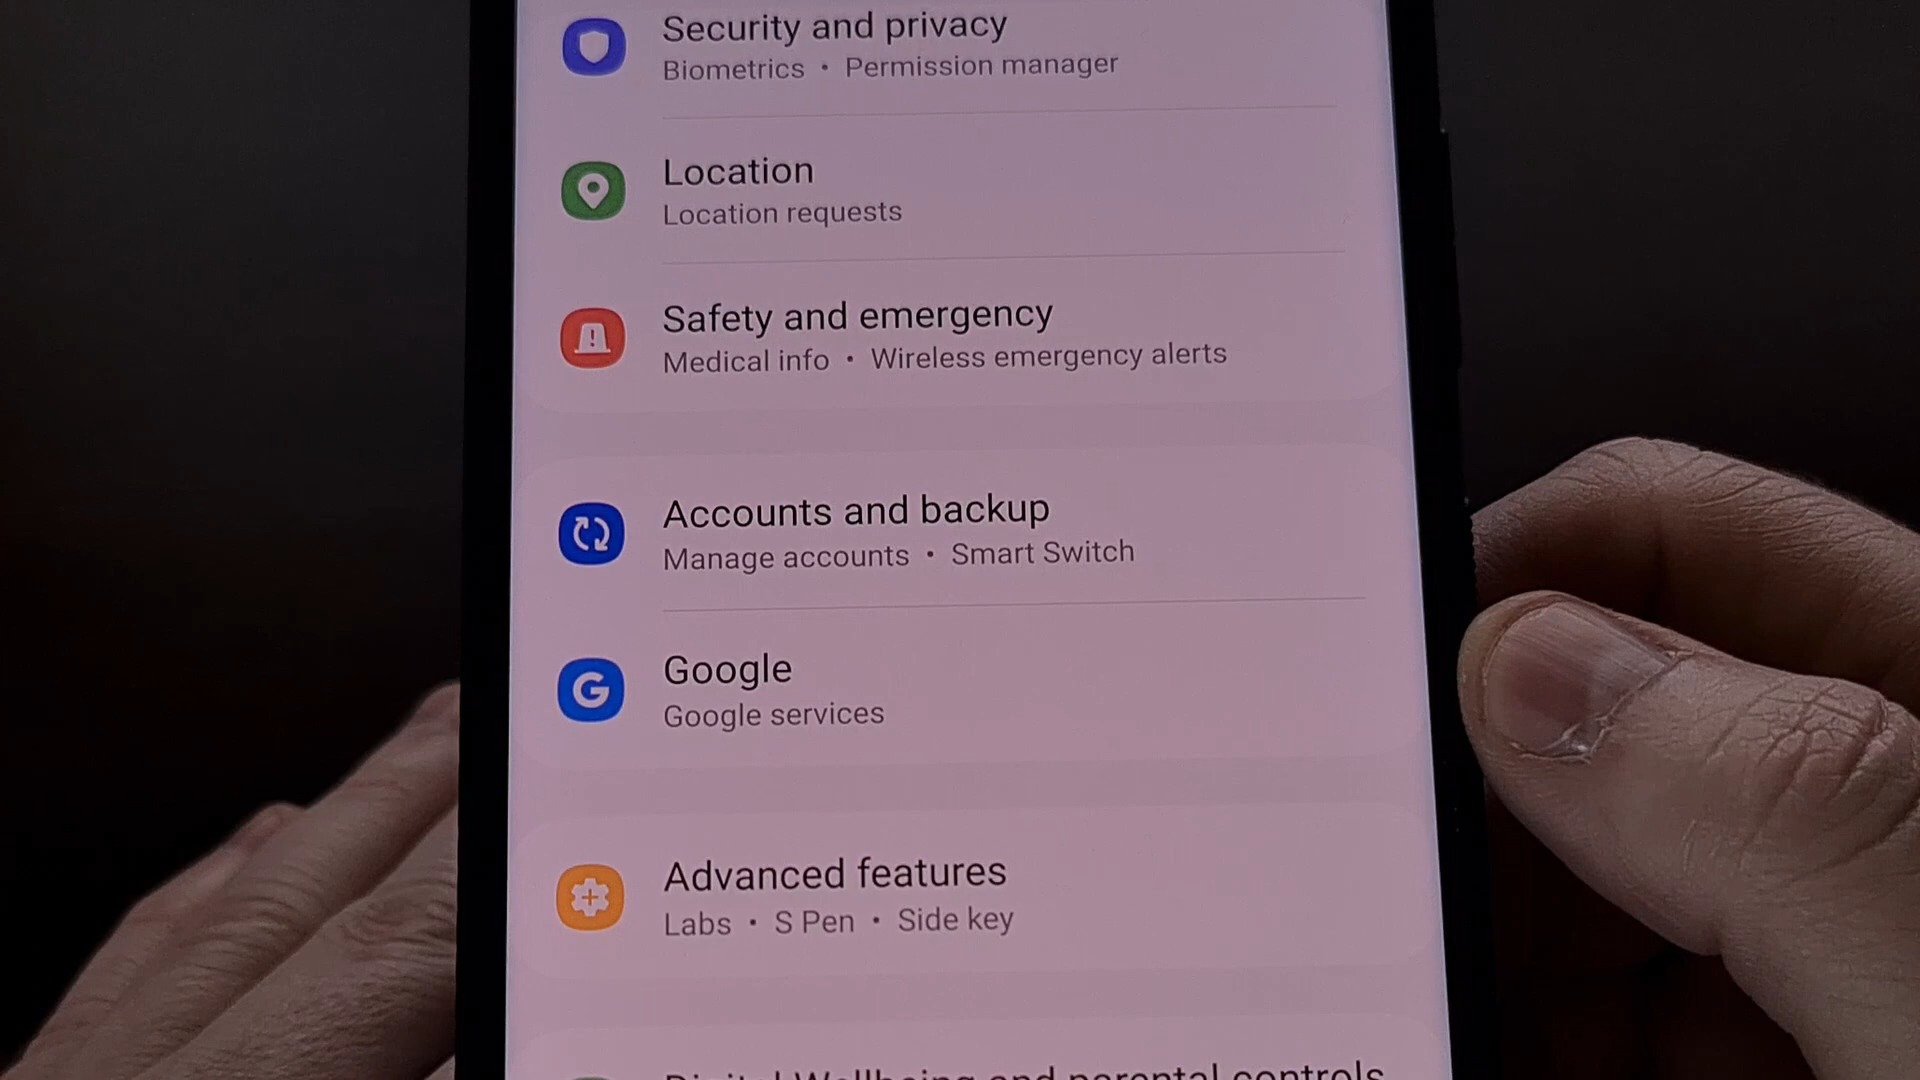 Security and privacy
Biometrics • Permission manager
Location
Location requests
Safety and emergency
Medical info • Wireless emergency alerts
Accounts and backup
Manage accounts • Smart Switch
Google
Google services
Advanced features
Labs • S Pen • Side key
Digital Wellbeing and parental controls